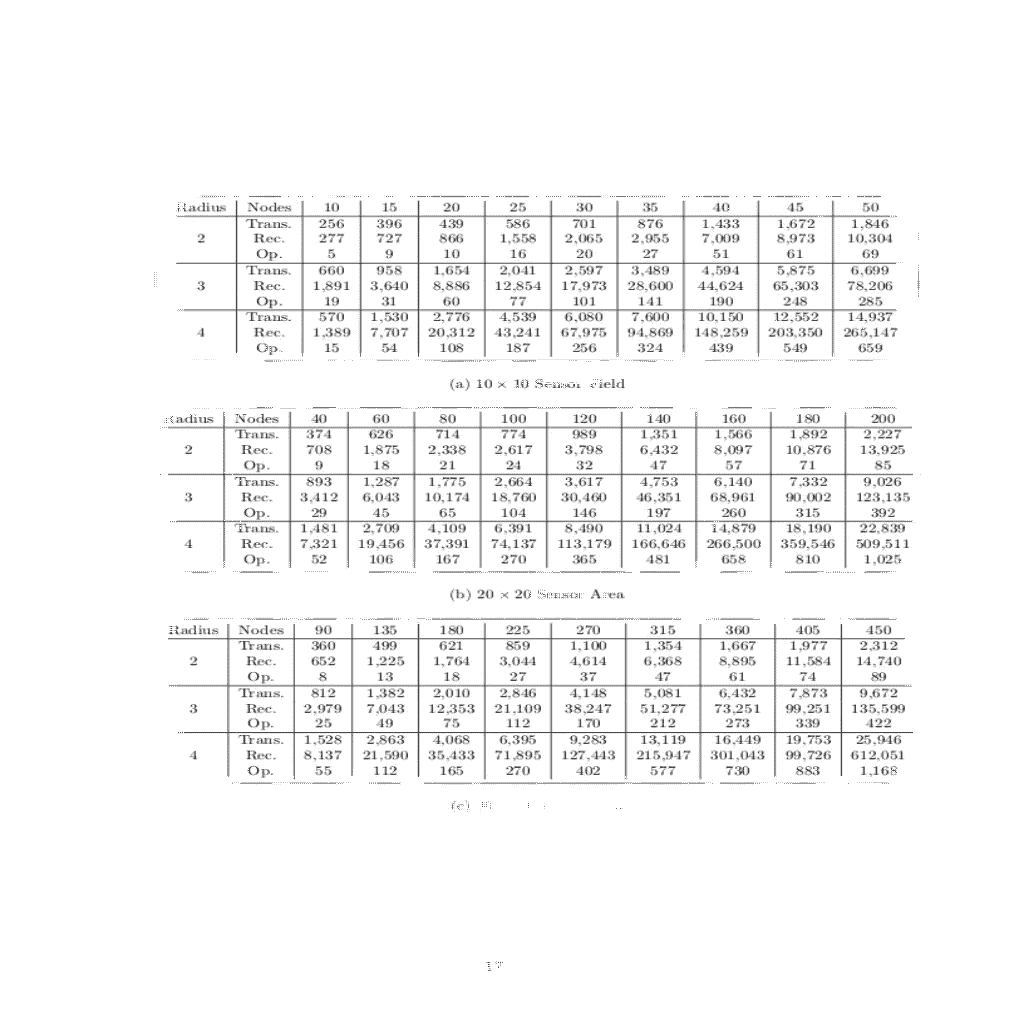 Radius Nodes 10 15 20 25 30 35 40 45 50
Trans. 256 396 439 586 701 876 1,433 1,672 1,846
2 Rec. 277 727 866 1,558 2,065 2,955 7,009 8,973 10,304
Op. 5 9 10 16 20 27 51 61 69
Trans. 660 958 1,654 2,041 2,597 3,489 4,594 5,875 6,699
3 Rec. 1,891 3,640 8,886 12,854 17,973 28,600 44,624 65,303 78,206
Op. 19 31 60 77 101 141 190 248 285
Trans. 570 1,530 2,776 4,539 6,080 7,600 10,150 12,552 14,937
4 Rec. 1,389 7,707 20,312 43,241 67,975 94,869 148,259 203,350 265,147
Op. 15 54 108 187 256 324 439 549 659
(a) 10 × 10 Sensor Field
Radius Nodes 40 60 80 100 120 140 160 180 200
Trans. 374 626 714 774 989 1,351 1,566 1,892 2,227
2 Rec. 708 1,875 2,338 2,617 3,798 6,432 8,097 10,876 13,925
Op. 9 18 21 24 32 47 57 71 85
Trans. 893 1,287 1,775 2,664 3,617 4,753 6,140 7,332 9,026
3 Rec. 3,412 6,043 10,174 18,760 30,460 46,351 68,961 90,002 123,135
Op. 29 45 65 104 146 197 260 315 392
Trans. 1,481 2,709 4,109 6,391 8,490 11,024 14,879 18,190 22,839
4 Rec. 7,321 19,456 37,391 74,137 113,179 166,646 266,500 359,546 509,511
Op. 52 106 167 270 365 481 658 810 1,025
(b) 20 × 20 Sensor Area
Radius Nodes 90 135 180 225 270 315 360 405 450
Trans. 360 499 621 859 1,100 1,354 1,667 1,977 2,312
2 Rec. 652 1,225 1,764 3,044 4,614 6,368 8,895 11,584 14,740
Op. 8 13 18 27 37 47 61 74 89
Trans. 812 1,382 2,010 2,846 4,148 5,081 6,432 7,873 9,672
3 Rec. 2,979 7,043 12,353 21,109 38,247 51,277 73,251 99,251 135,599
Op. 25 49 75 112 170 212 273 339 422
Trans. 1,528 2,863 4,068 6,395 9,283 13,119 16,449 19,753 25,946
4 Rec. 8,137 21,590 35,433 71,895 127,443 215,947 301,043 99,726 612,051
Op. 55 112 165 270 402 577 730 883 1,168
(c)
17